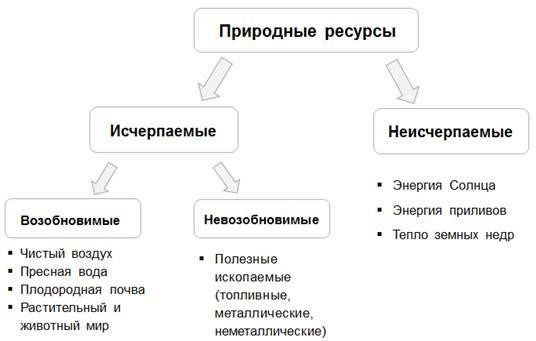 Природные ресурсы
Исчерпаемые
Неисчерпаемые
Возобновимые
▪ Чистый воздух
▪ Пресная вода
▪ Плодородная почва
▪ Растительный и
животный мир
Невозобновимые
▪ Полезные
ископаемые
(топливные,
металлические,
неметаллические)
▪ Энергия Солнца
▪ Энергия приливов
▪ Тепло земных недр